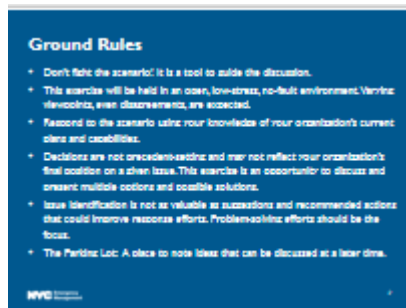 Ground Rules
• Don't fight the scenario! It is a tool to guide the discussion.
• This exercise will be held in an open, low-stress, no-fault environment. Varying
viewpoints, even disagreements, are expected.
• Respond to the scenario using your knowledge of your organization's current
plans and capabilities.
• Decisions are not precedent-setting and may not reflect your organization's
final position on a given issue. This exercise is an opportunity to discuss and
present multiple options and possible solutions.
• Issue identification is not as valuable as suggestions and recommended actions
that could improve response efforts. Problem-solving efforts should be the
focus.
• The Parking Lot: A place to note ideas that can be discussed at a later time.
NYC Emergency
Management